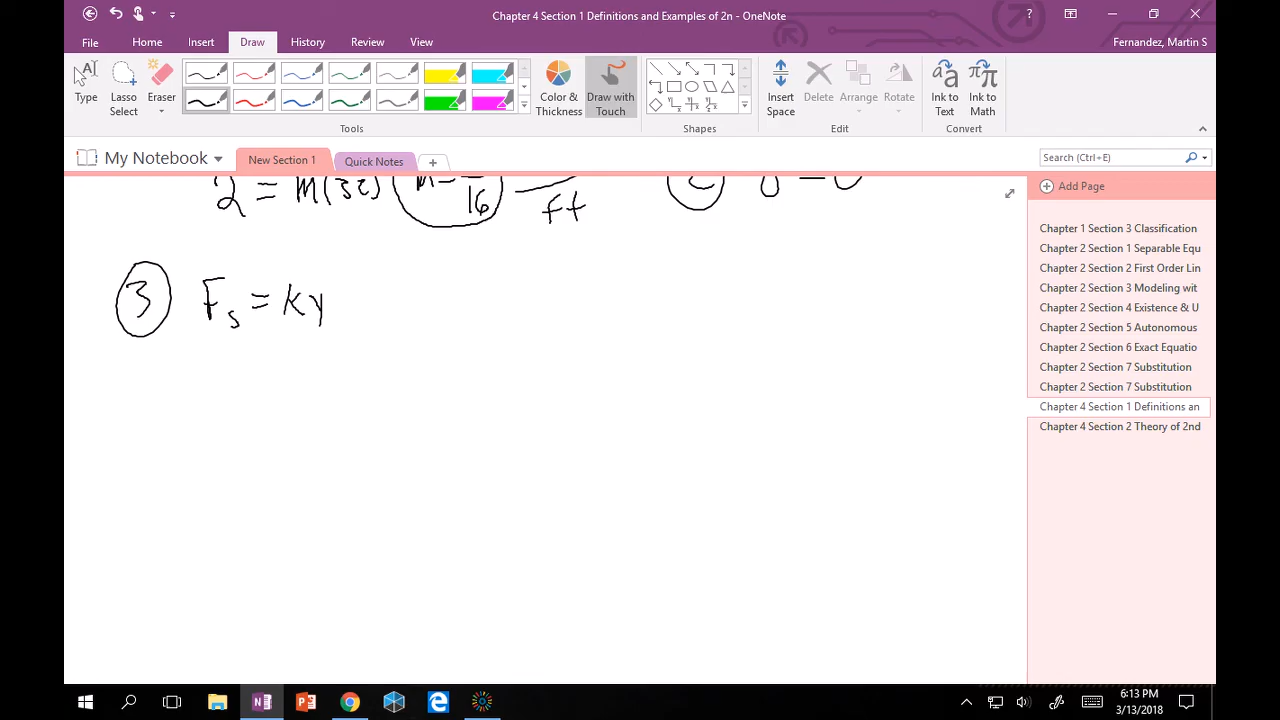 Chapter 4 Section 1 Definitions and Examples of 2n - OneNote
?
File Home Insert Draw History Review View
Fernandez, Martin S
Type
Lasso Select
Eraser
Color & Thickness
Draw with Touch
Insert Space
Delete
Arrange
Rotate
Ink to Text
Ink to Math
Tools Shapes Edit Convert
My Notebook New Section 1 Quick Notes +
Search (Ctrl+E)
Add Page
2 = m(32) 16 ft
3 Fs = ky
Chapter 1 Section 3 Classification
Chapter 2 Section 1 Separable Equ
Chapter 2 Section 2 First Order Lin
Chapter 2 Section 3 Modeling wit
Chapter 2 Section 4 Existence & U
Chapter 2 Section 5 Autonomous
Chapter 2 Section 6 Exact Equatio
Chapter 2 Section 7 Substitution
Chapter 2 Section 7 Substitution
Chapter 4 Section 1 Definitions an
Chapter 4 Section 2 Theory of 2nd
6:13 PM
3/13/2018